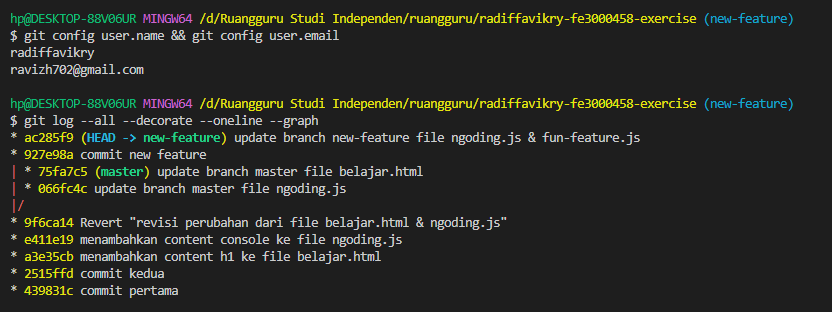 hp@DESKTOP-88V06UR MINGW64 /d/Ruangguru Studi Independen/ruangguru/radiffavikry-fe3000458-exercise (new-feature)
$ git config user.name && git config user.email
radiffavikry
ravizh702@gmail.com
hp@DESKTOP-88V06UR MINGW64 /d/Ruangguru Studi Independen/ruangguru/radiffavikry-fe3000458-exercise (new-feature)
$ git log --all --decorate --oneline --graph
* ac285f9 (HEAD -> new-feature) update branch new-feature file ngoding.js & fun-feature.js
* 927e98a commit new feature
| * 75fa7c5 (master) update branch master file belajar.html
| * 066fc4c update branch master file ngoding.js
|/
* 9f6ca14 Revert "revisi perubahan dari file belajar.html & ngoding.js"
* e411e19 menambahkan content console ke file ngoding.js
* a3e35cb menambahkan content h1 ke file belajar.html
* 2515ffd commit kedua
* 439831c commit pertama